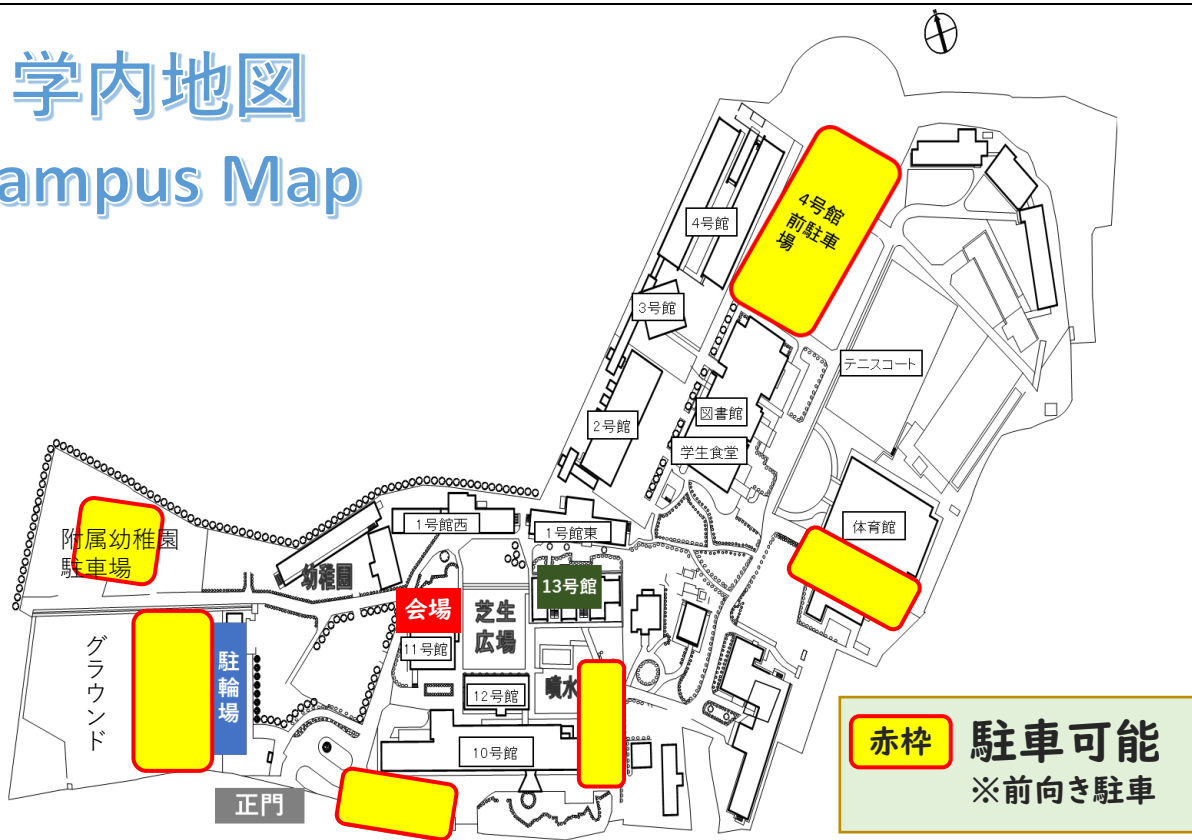 学内地図
ampus Map
4号館
4号館
前駐車
場
3号館
テニスコート
2号館
図書館
学生食堂
1号館西
1号館東
体育館
附属幼稚園
駐車場
幼稚園
13号館
会場
芝生
広場
11号館
グラウンド
駐輪場
12号館
噴水
10号館
正門
赤枠 駐車可能
※前向き駐車